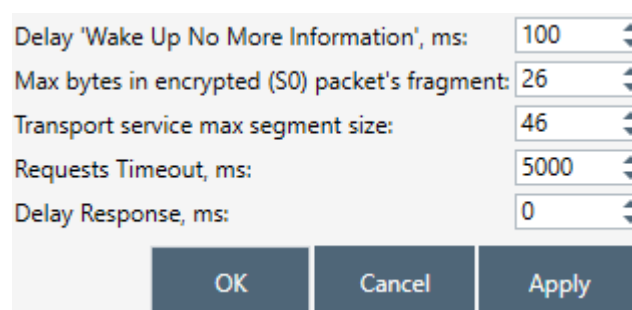 Delay 'Wake Up No More Information', ms: 100
Max bytes in encrypted (S0) packet's fragment: 26
Transport service max segment size: 46
Requests Timeout, ms: 5000
Delay Response, ms: 0
OK Cancel Apply